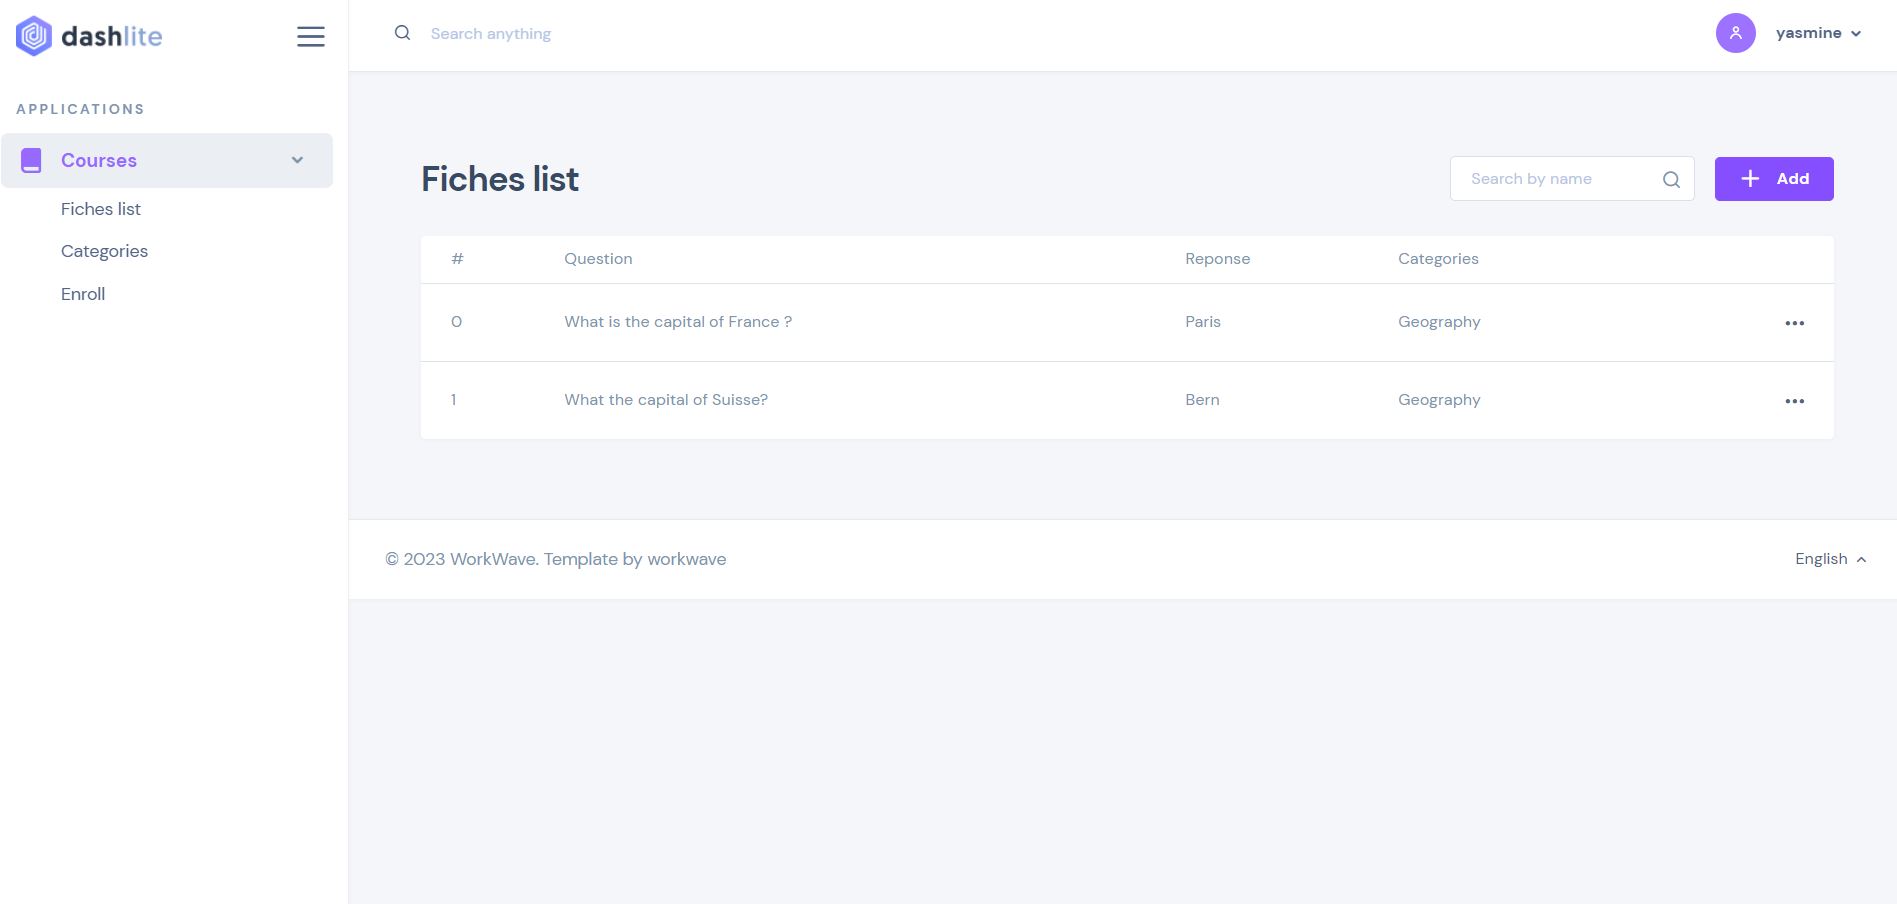 dashlite
Search anything
yasmine
APPLICATIONS
Courses
Fiches list
Categories
Enroll
Fiches list
Search by name
Add
# Question Reponse Categories
0 What is the capital of France ? Paris Geography
1 What the capital of Suisse? Bern Geography
© 2023 WorkWave. Template by workwave
English